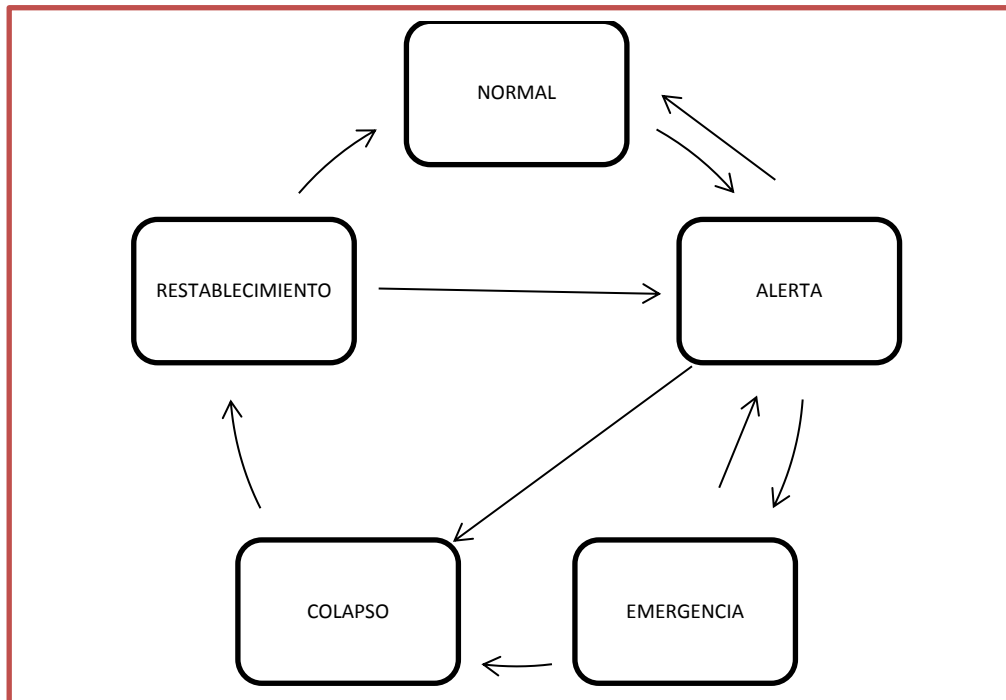 NORMAL
RESTABLECIMIENTO
ALERTA
COLAPSO
EMERGENCIA